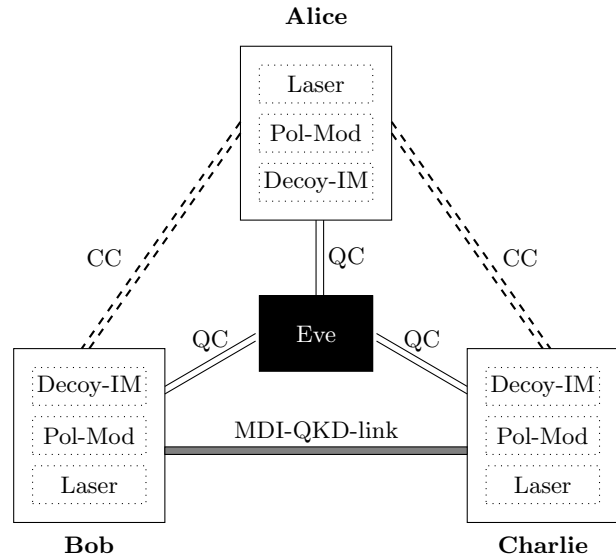 Alice
Laser
Pol-Mod
Decoy-IM
CC
QC
CC
Eve
QC
QC
Decoy-IM
Pol-Mod
Laser
MDI-QKD-link
Decoy-IM
Pol-Mod
Laser
Bob
Charlie